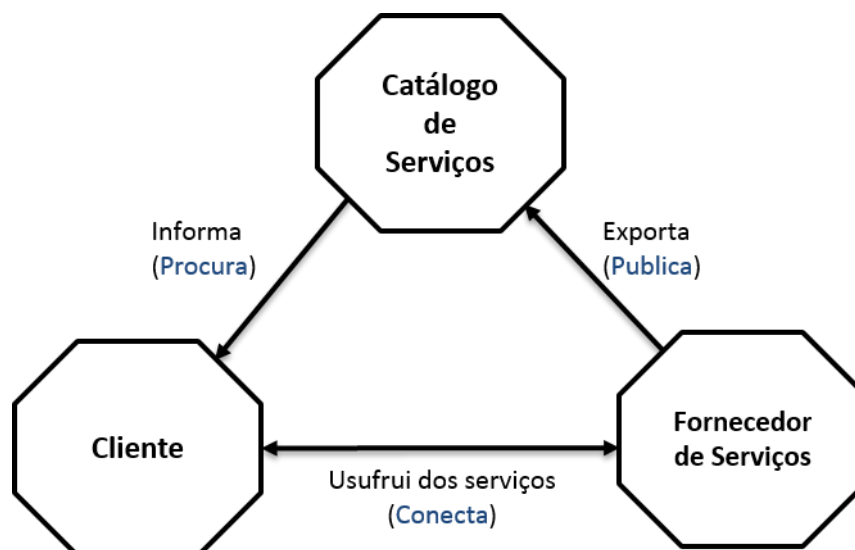 Catálogo
de
Serviços
Informa
(Procura)
Exporta
(Publica)
Cliente
Fornecedor
de Serviços
Usufrui dos serviços
(Conecta)